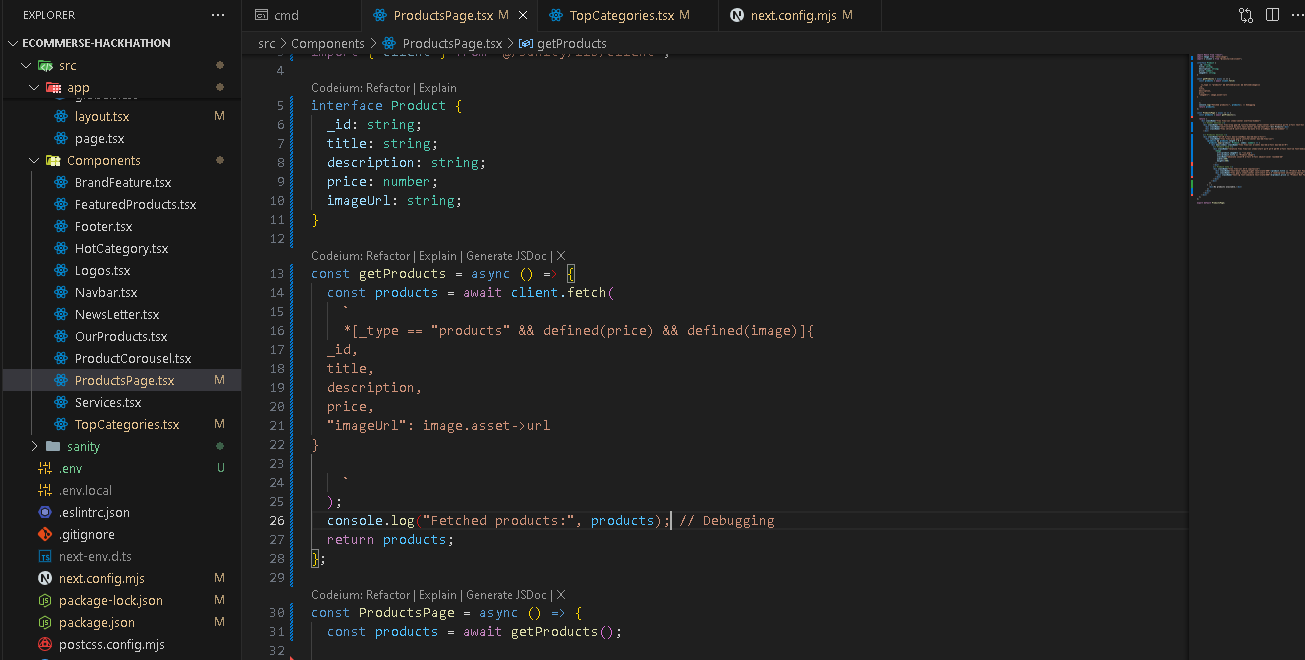 EXPLORER ···
ECOMMERSE-HACKHATHON
src
app
layout.tsx M
page.tsx
Components
BrandFeature.tsx
FeaturedProducts.tsx
Footer.tsx
HotCategory.tsx
Logos.tsx
Navbar.tsx
NewsLetter.tsx
OurProducts.tsx
ProductCorousel.tsx
ProductsPage.tsx M
Services.tsx
TopCategories.tsx M
sanity
.env U
.env.local
.eslintrc.json
.gitignore
next-env.d.ts
next.config.mjs M
package-lock.json M
package.json M
postcss.config.mjs
cmd
ProductsPage.tsx M
TopCategories.tsx M
next.config.mjs M
src > Components > ProductsPage.tsx > getProducts
4
Codeium: Refactor | Explain
5 interface Product {
6 _id: string;
7 title: string;
8 description: string;
9 price: number;
10 imageUrl: string;
11 }
12
Codeium: Refactor | Explain | Generate JSDoc | X
13 const getProducts = async () => {
14 const products = await client.fetch(
15 `
16 *[_type == "products" && defined(price) && defined(image)]{
17 _id,
18 title,
19 description,
20 price,
21 "imageUrl": image.asset->url
22 }
23
24 `
25 );
26 console.log("Fetched products:", products); // Debugging
27 return products;
28 };
29
Codeium: Refactor | Explain | Generate JSDoc | X
30 const ProductsPage = async () => {
31 const products = await getProducts();
32